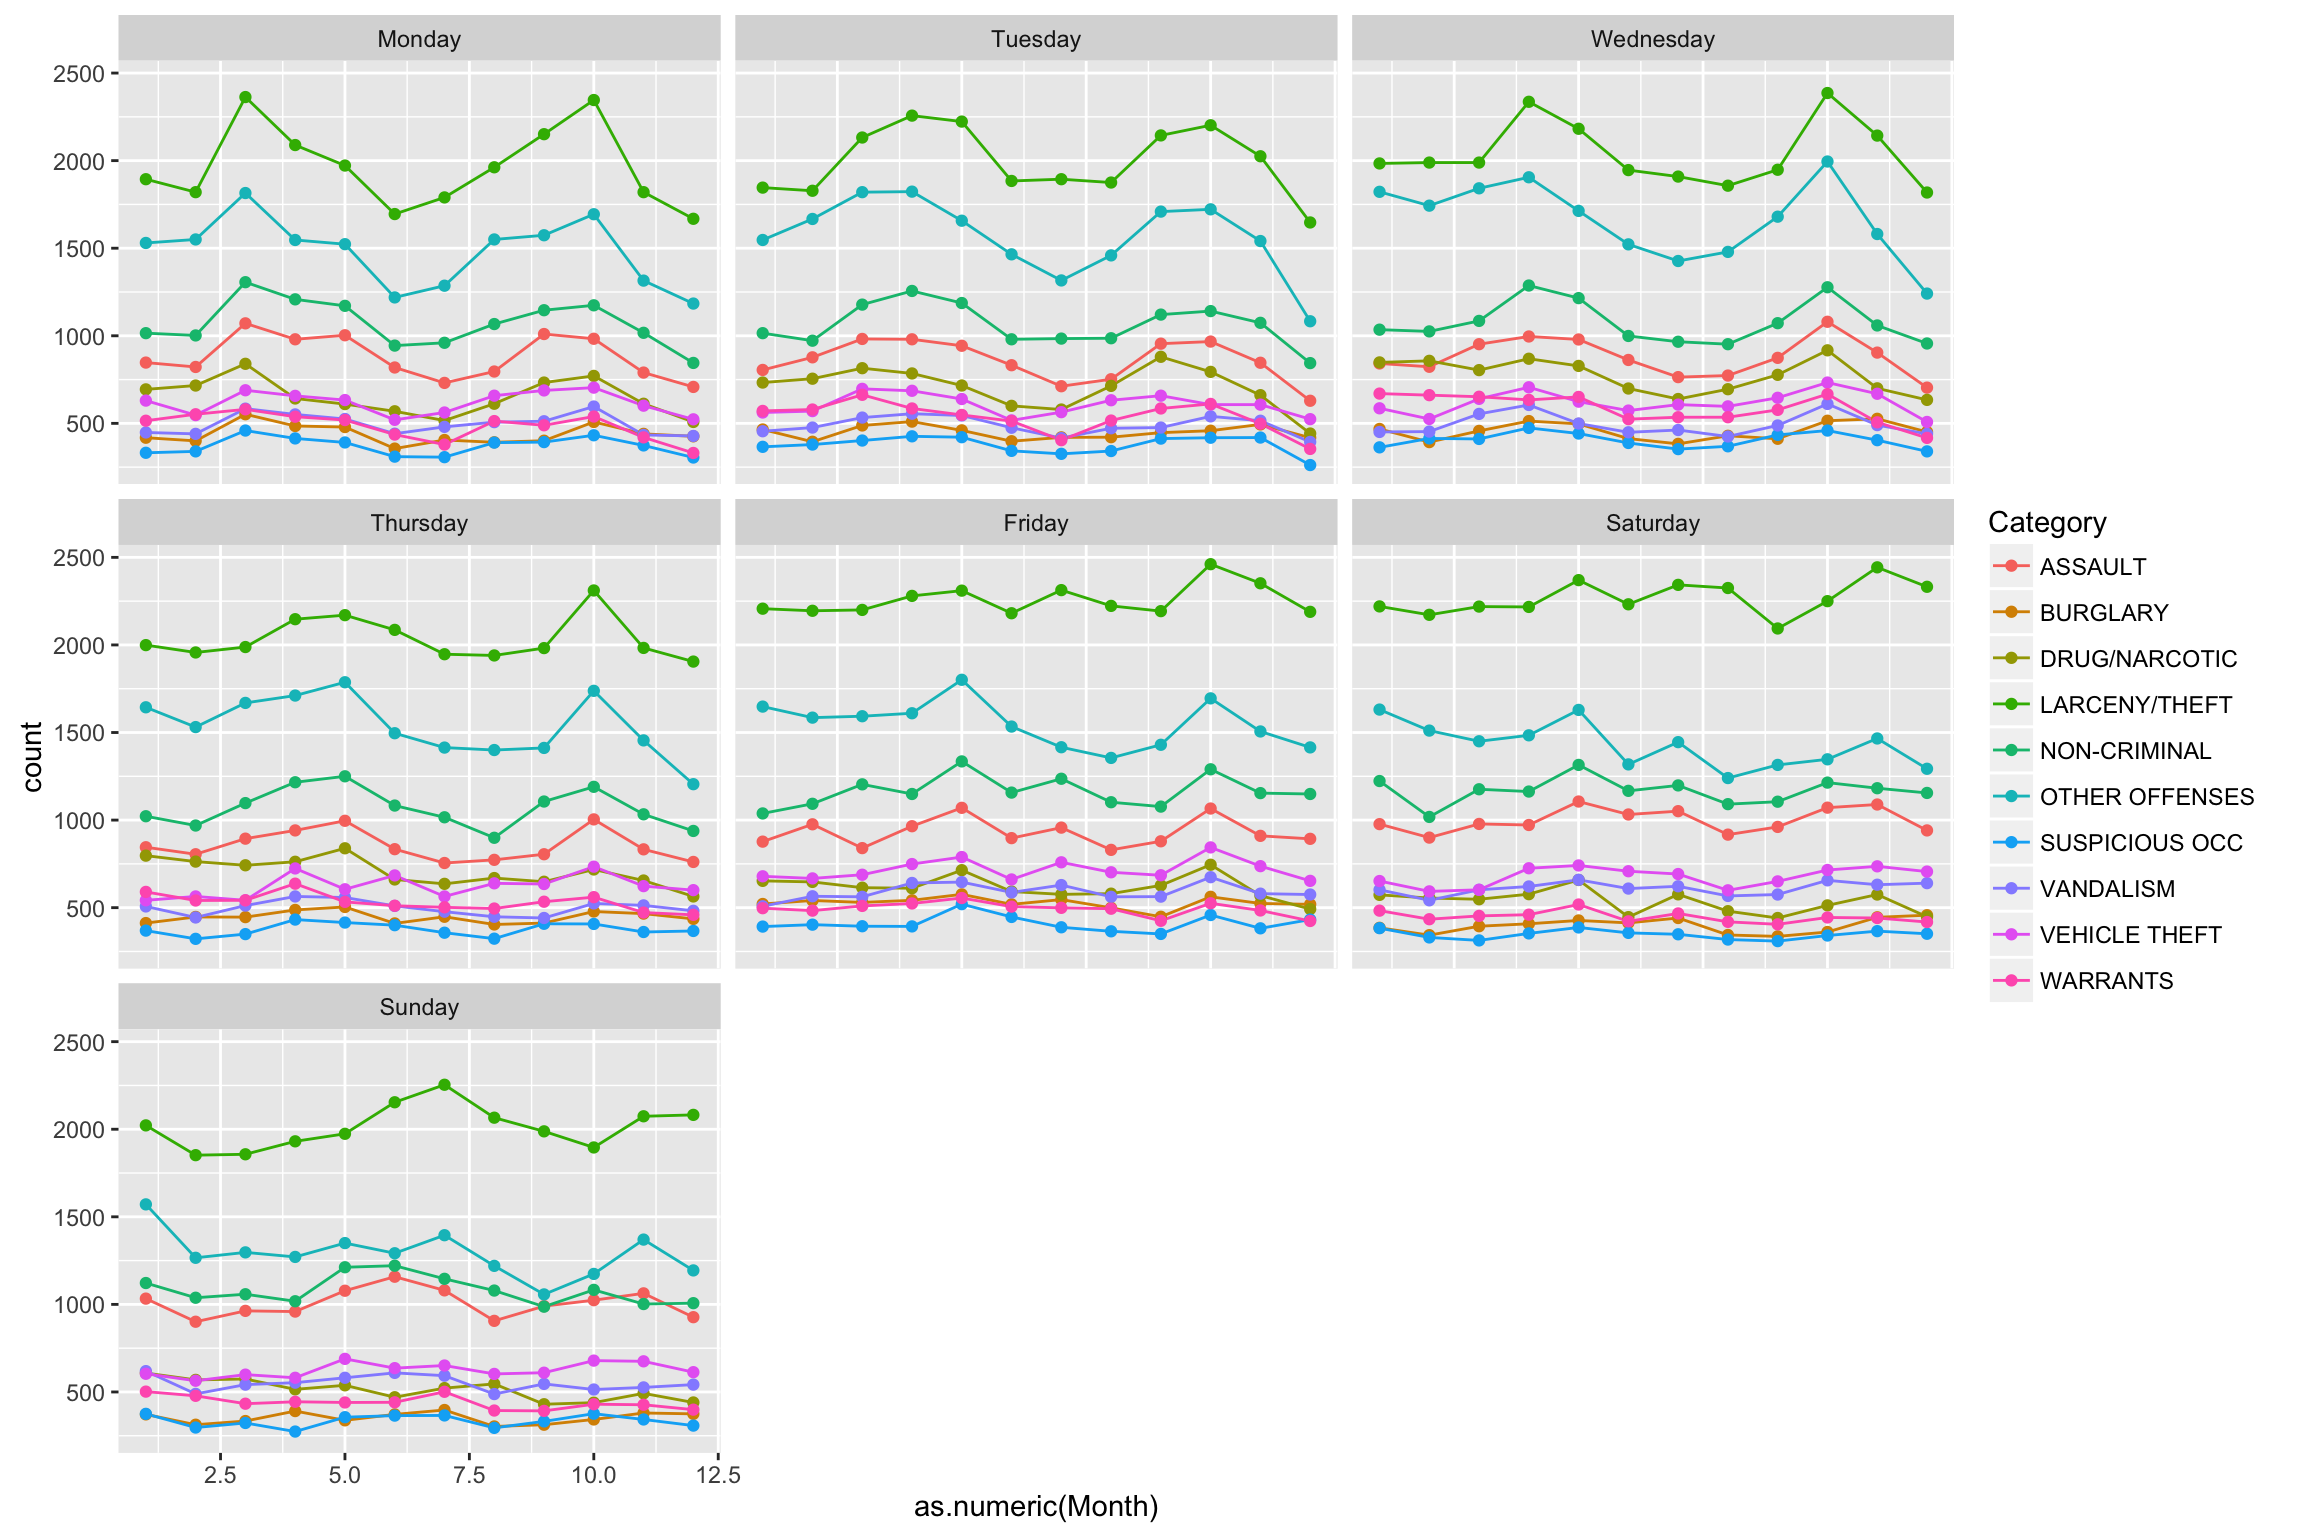 Monday
Tuesday
Wednesday
2500
2000
1500
1000
500
Thursday
Friday
Saturday
2500
2000
1500
1000
500
Sunday
2500
2000
1500
1000
500
2.5
5.0
7.5
10.0
12.5
count
as.numeric(Month)
Category
ASSAULT
BURGLARY
DRUG/NARCOTIC
LARCENY/THEFT
NON-CRIMINAL
OTHER OFFENSES
SUSPICIOUS OCC
VANDALISM
VEHICLE THEFT
WARRANTS